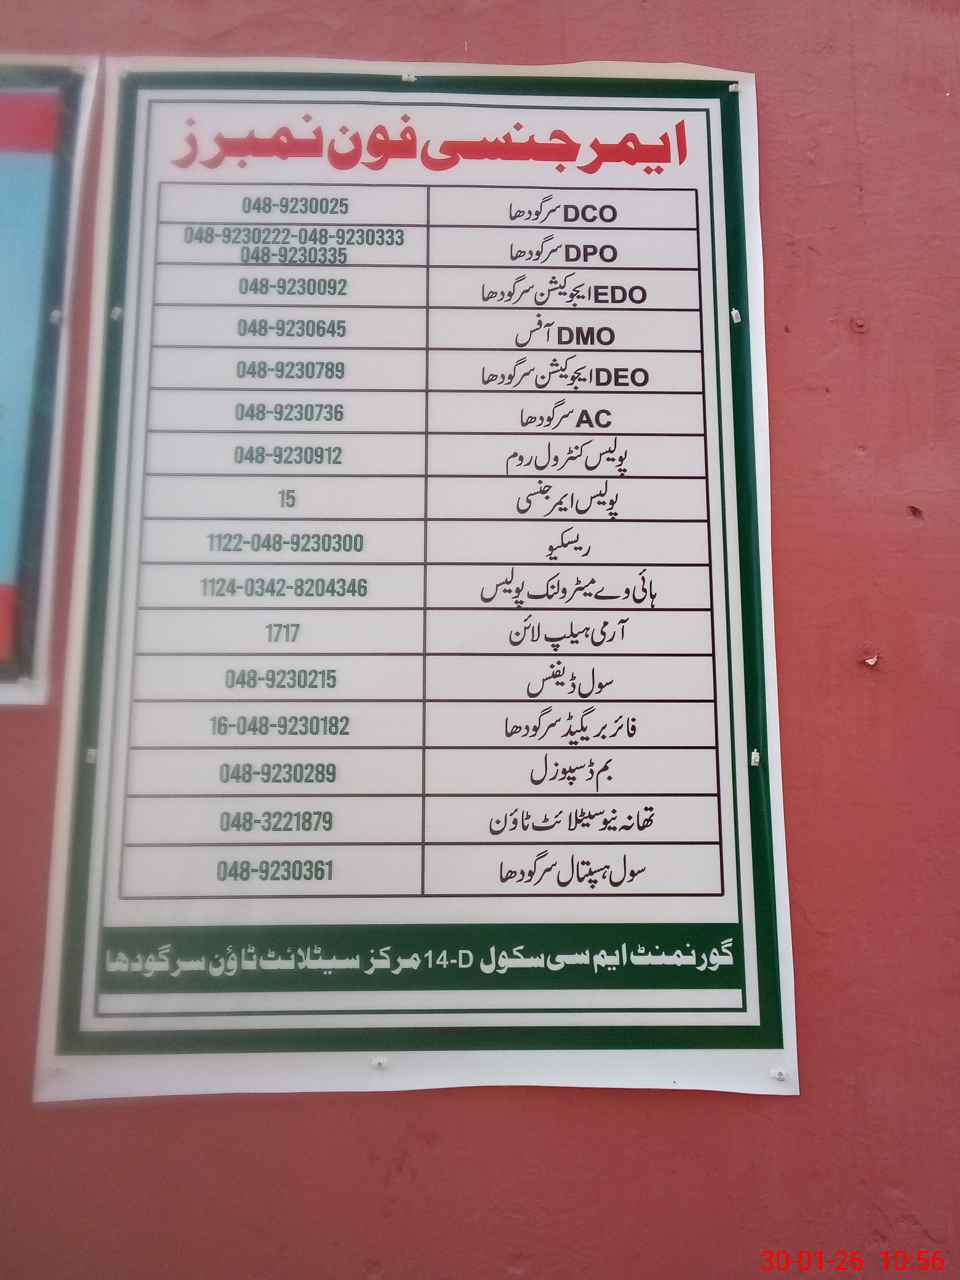 ایمرجنسی فون نمبرز
DCO سرگودھا 048-9230025
DPO سرگودھا 048-9230222-048-9230333
048-9230335
EDO ایجوکیشن سرگودھا 048-9230092
DMO آفس 048-9230645
DEO ایجوکیشن سرگودھا 048-9230789
AC سرگودھا 048-9230736
پولیس کنٹرول روم 048-9230912
پولیس ایمرجنسی 15
ریسکیو 1122-048-9230300
ہائی وے میٹرولنک پولیس 1124-0342-8204346
آرمی ہیلپ لائن 1717
سول ڈیفنس 048-9230215
فائر بریگیڈ سرگودھا 16-048-9230182
بم ڈسپوزل 048-9230289
تھانہ نیو سیٹلائٹ ٹاؤن 048-3221879
سول ہسپتال سرگودھا 048-9230361
گورنمنٹ ایم سی سکول 14-D مرکز سیٹلائٹ ٹاؤن سرگودھا
30-01-26 10:56